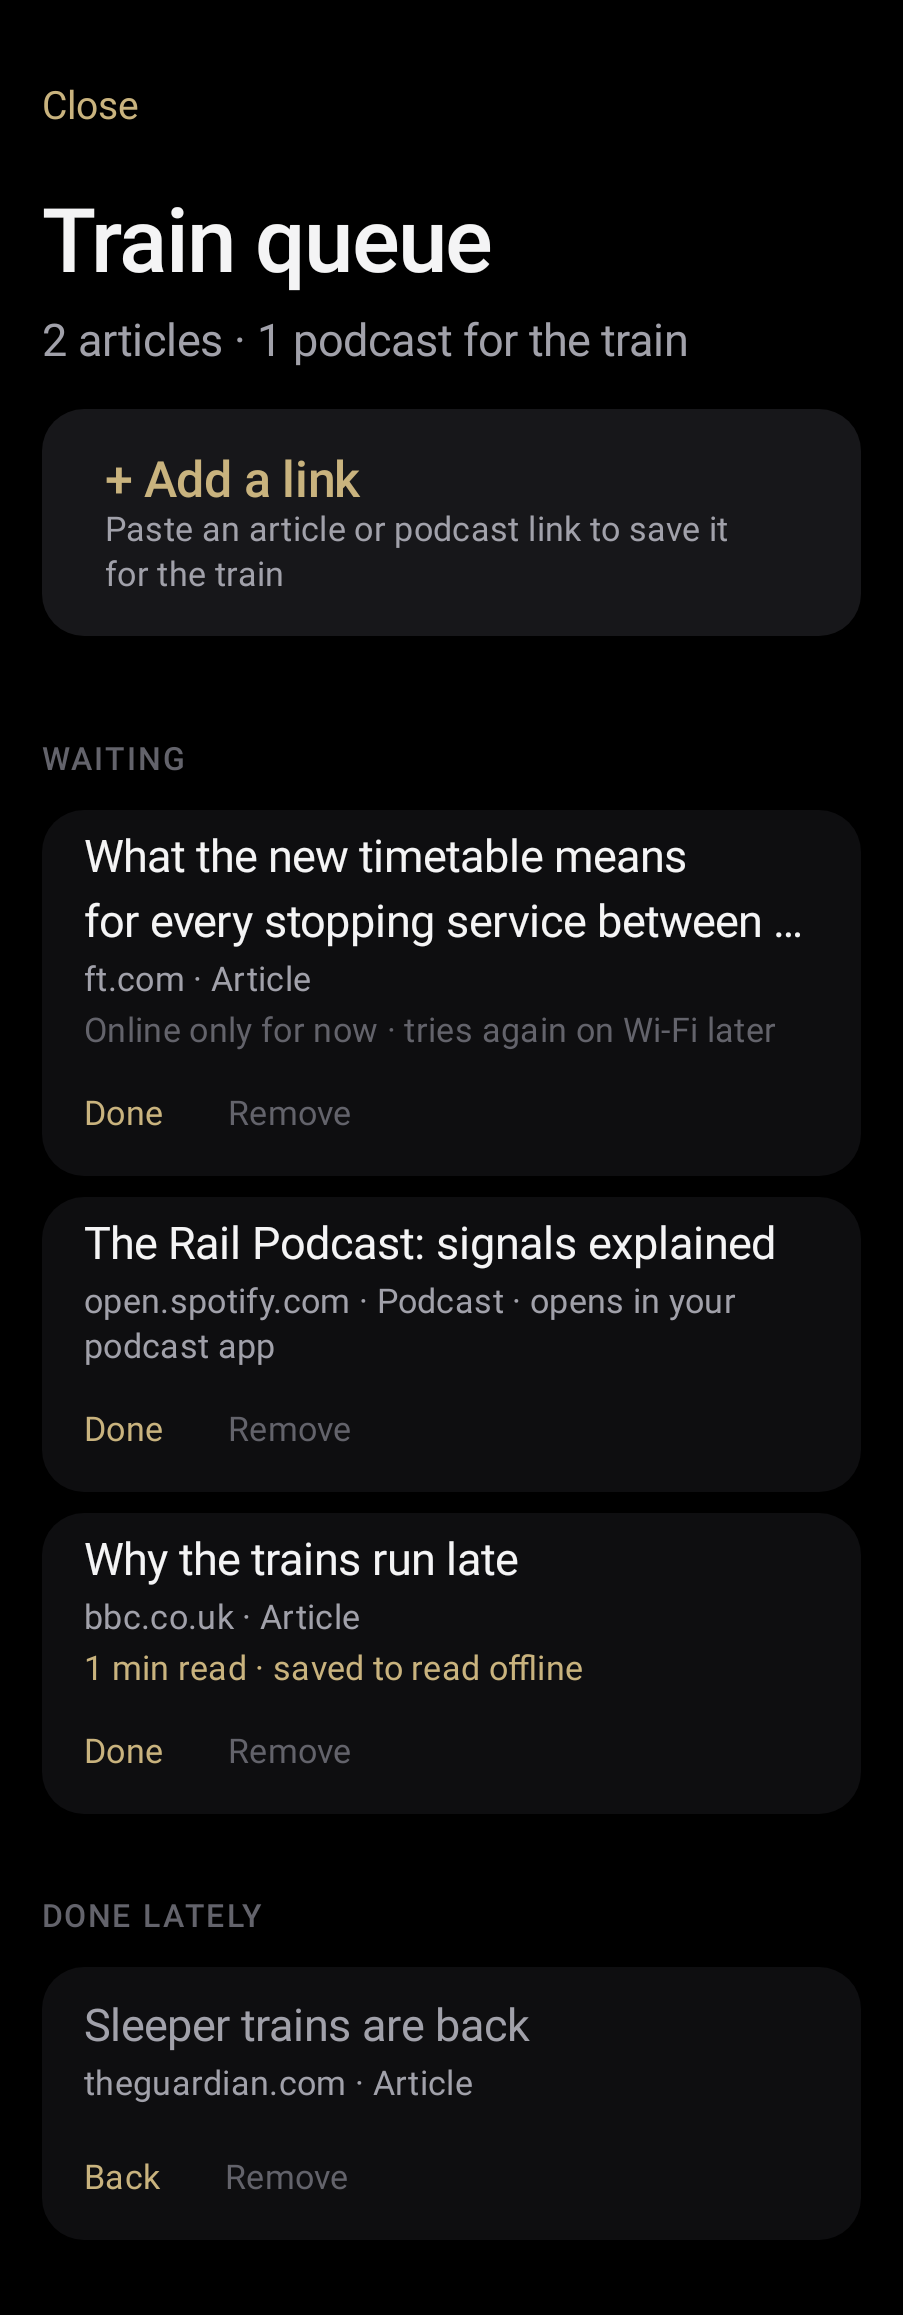 Close
Train queue
2 articles · 1 podcast for the train
+ Add a link
Paste an article or podcast link to save it
for the train
WAITING
What the new timetable means
for every stopping service between …
ft.com · Article
Online only for now · tries again on Wi-Fi later
Done Remove
The Rail Podcast: signals explained
open.spotify.com · Podcast · opens in your
podcast app
Done Remove
Why the trains run late
bbc.co.uk · Article
1 min read · saved to read offline
Done Remove
DONE LATELY
Sleeper trains are back
theguardian.com · Article
Back Remove